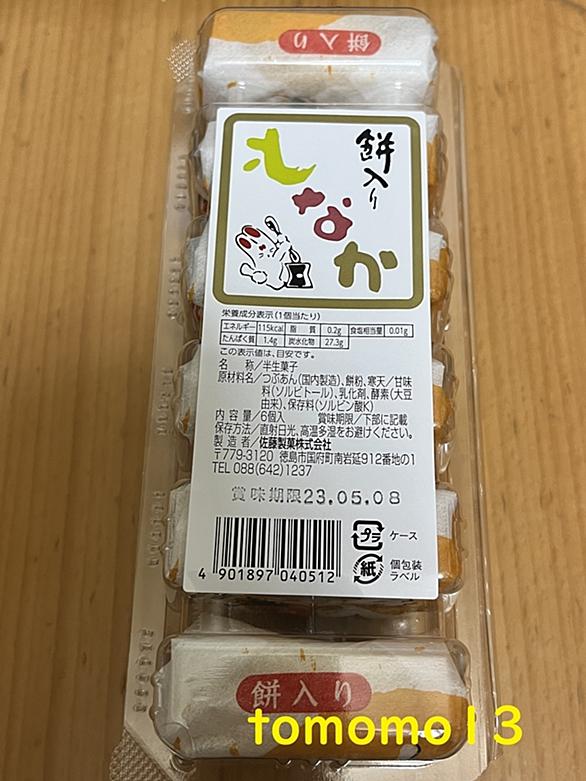 餅入り
餅入り
もなか
栄養成分表示(1個当たり)
エネルギー 115kcal 脂質 0.2g 食塩相当量 0.01g
たんぱく質 1.4g 炭水化物 27.3g
この表示値は、目安です。
名称/半生菓子
原材料名/つぶあん(国内製造)、餅粉、寒天/甘味
料(ソルビトール)、乳化剤、酵素(大豆
由来)、保存料(ソルビン酸K)
内容量/6個入 賞味期限/下部に記載
保存方法/直射日光、高温多湿をお避けください。
製造者/佐藤製菓株式会社
〒779-3120 徳島市国府町南岩延912番地の1
TEL 088(642)1237
賞味期限23.05.08
プラ ケース
紙 個包装
ラベル
4 901897 040512
餅入り
tomomo13